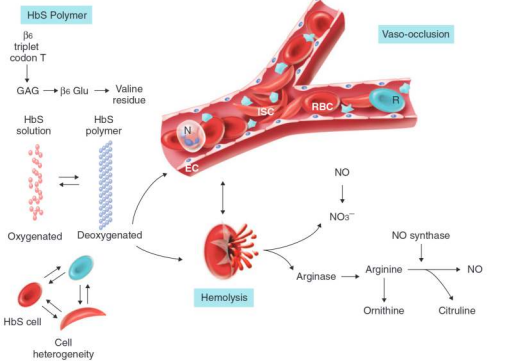 HbS Polymer
β6
triplet
codon T
GAG
β6 Glu
Valine
residue
HbS
solution
HbS
polymer
Oxygenated
Deoxygenated
HbS cell
Cell
heterogeneity
Vaso-occlusion
N
EC
ISC
RBC
R
Hemolysis
NO
NO3⁻
Arginase
Arginine
NO synthase
NO
Ornithine
Citruline